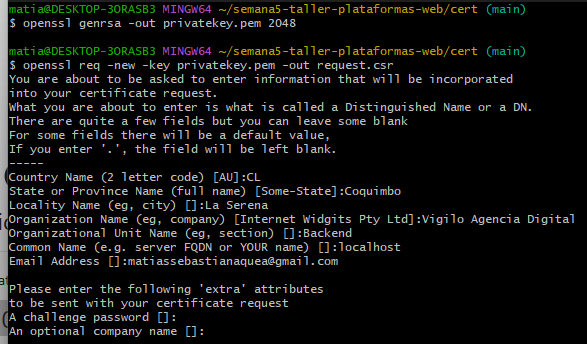 matia@DESKTOP-3ORASB3 MINGW64 ~/semana5-taller-plataformas-web/cert (main)
$ openssl genrsa -out privatekey.pem 2048
matia@DESKTOP-3ORASB3 MINGW64 ~/semana5-taller-plataformas-web/cert (main)
$ openssl req -new -key privatekey.pem -out request.csr
You are about to be asked to enter information that will be incorporated
into your certificate request.
What you are about to enter is what is called a Distinguished Name or a DN.
There are quite a few fields but you can leave some blank
For some fields there will be a default value,
If you enter '.', the field will be left blank.
-----
Country Name (2 letter code) [AU]:CL
State or Province Name (full name) [Some-State]:Coquimbo
Locality Name (eg, city) []:La Serena
Organization Name (eg, company) [Internet Widgits Pty Ltd]:Vigilo Agencia Digital
Organizational Unit Name (eg, section) []:Backend
Common Name (e.g. server FQDN or YOUR name) []:localhost
Email Address []:matiassebastianaquea@gmail.com
Please enter the following 'extra' attributes
to be sent with your certificate request
A challenge password []:
An optional company name []: